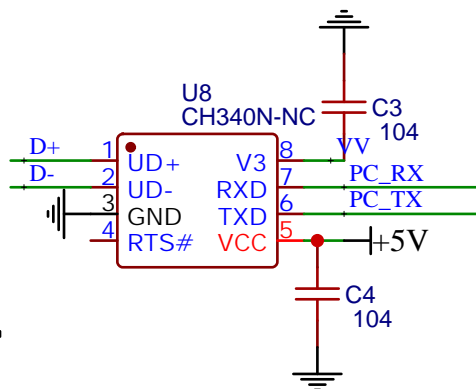 U8
CH340N-NC
C3
104
D+ 1 UD+ V3 8 VV
D- 2 UD- RXD 7 PC_RX
3 GND TXD 6 PC_TX
4 RTS# VCC 5 +5V
C4
104